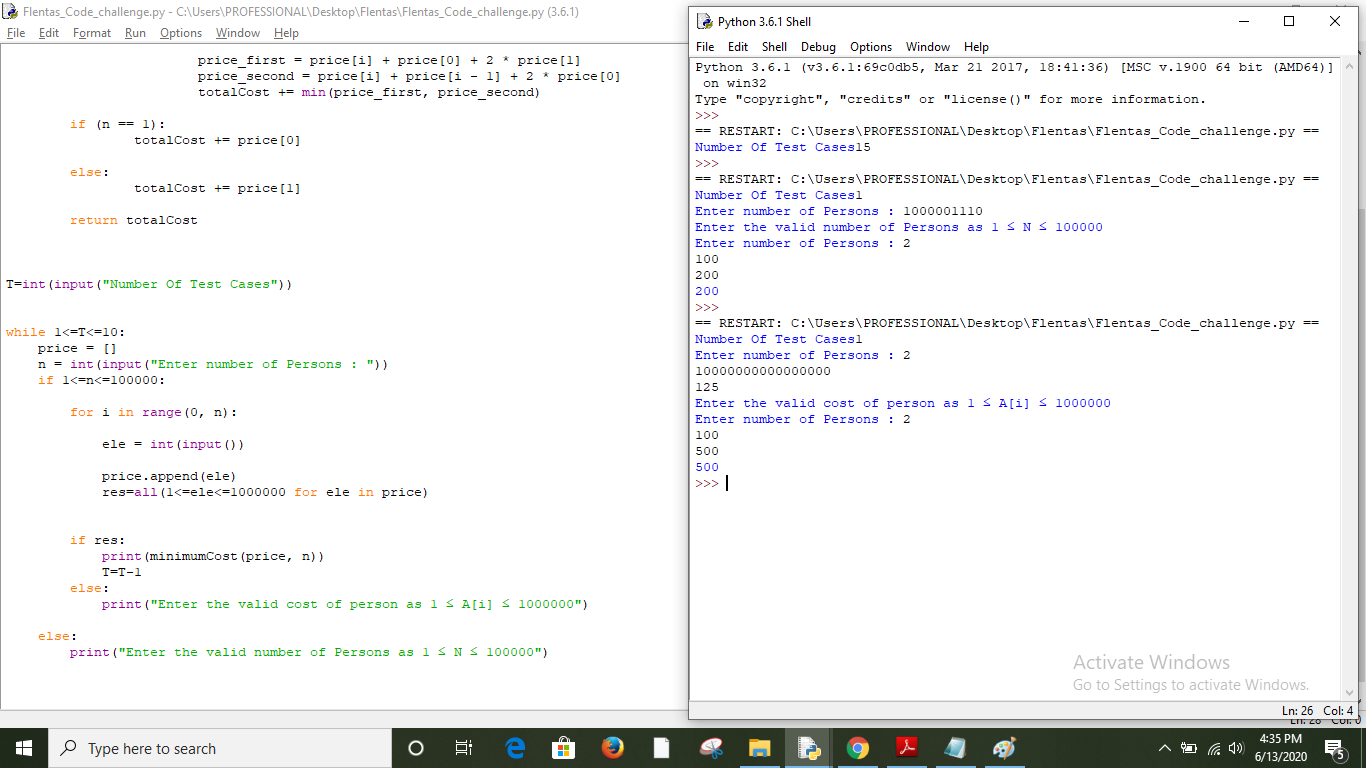 Flentas_Code_challenge.py - C:\Users\PROFESSIONAL\Desktop\Flentas\Flentas_Code_challenge.py (3.6.1)
File Edit Format Run Options Window Help
price_first = price[i] + price[0] + 2 * price[1]
price_second = price[i] + price[i - 1] + 2 * price[0]
totalCost += min(price_first, price_second)
if (n == 1):
totalCost += price[0]
else:
totalCost += price[1]
return totalCost
T=int(input("Number Of Test Cases"))
while 1<=T<=10:
price = []
n = int(input("Enter number of Persons : "))
if 1<=n<=100000:
for i in range(0, n):
ele = int(input())
price.append(ele)
res=all(1<=ele<=1000000 for ele in price)
if res:
print(minimumCost(price, n))
T=T-1
else:
print("Enter the valid cost of person as 1 ≤ A[i] ≤ 1000000")
else:
print("Enter the valid number of Persons as 1 ≤ N ≤ 100000")
Python 3.6.1 Shell
File Edit Shell Debug Options Window Help
Python 3.6.1 (v3.6.1:69c0db5, Mar 21 2017, 18:41:36) [MSC v.1900 64 bit (AMD64)]
on win32
Type "copyright", "credits" or "license()" for more information.
>>>
== RESTART: C:\Users\PROFESSIONAL\Desktop\Flentas\Flentas_Code_challenge.py ==
Number Of Test Cases15
>>>
== RESTART: C:\Users\PROFESSIONAL\Desktop\Flentas\Flentas_Code_challenge.py ==
Number Of Test Cases1
Enter number of Persons : 1000001110
Enter the valid number of Persons as 1 ≤ N ≤ 100000
Enter number of Persons : 2
100
200
200
>>>
== RESTART: C:\Users\PROFESSIONAL\Desktop\Flentas\Flentas_Code_challenge.py ==
Number Of Test Cases1
Enter number of Persons : 2
10000000000000000
125
Enter the valid cost of person as 1 ≤ A[i] ≤ 1000000
Enter number of Persons : 2
100
500
500
>>>
Activate Windows
Go to Settings to activate Windows.
Ln: 26 Col: 4
Ln: 28 Col: 0
Type here to search
4:35 PM
6/13/2020
5